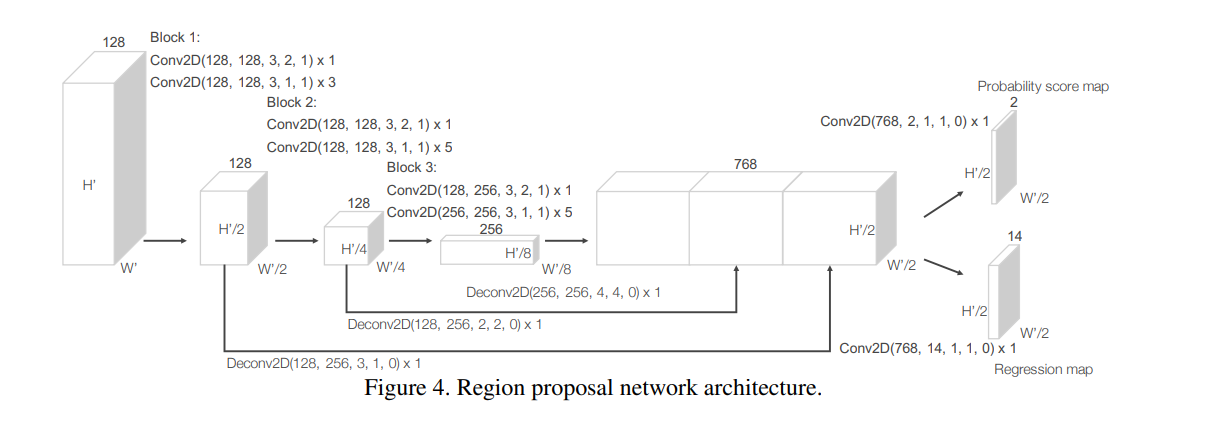 128
Block 1:
Conv2D(128, 128, 3, 2, 1) x 1
Conv2D(128, 128, 3, 1, 1) x 3
Block 2:
Conv2D(128, 128, 3, 2, 1) x 1
Conv2D(128, 128, 3, 1, 1) x 5
Block 3:
Conv2D(128, 256, 3, 2, 1) x 1
Conv2D(256, 256, 3, 1, 1) x 5
H’
W’
128
H’/2
W’/2
128
H’/4
W’/4
256
H’/8
W’/8
768
H’/2
W’/2
Deconv2D(256, 256, 4, 4, 0) x 1
Deconv2D(128, 256, 2, 2, 0) x 1
Deconv2D(128, 256, 3, 1, 0) x 1
Probability score map
2
Conv2D(768, 2, 1, 1, 0) x 1
H’/2
W’/2
14
H’/2
W’/2
Conv2D(768, 14, 1, 1, 0) x 1
Regression map
Figure 4. Region proposal network architecture.